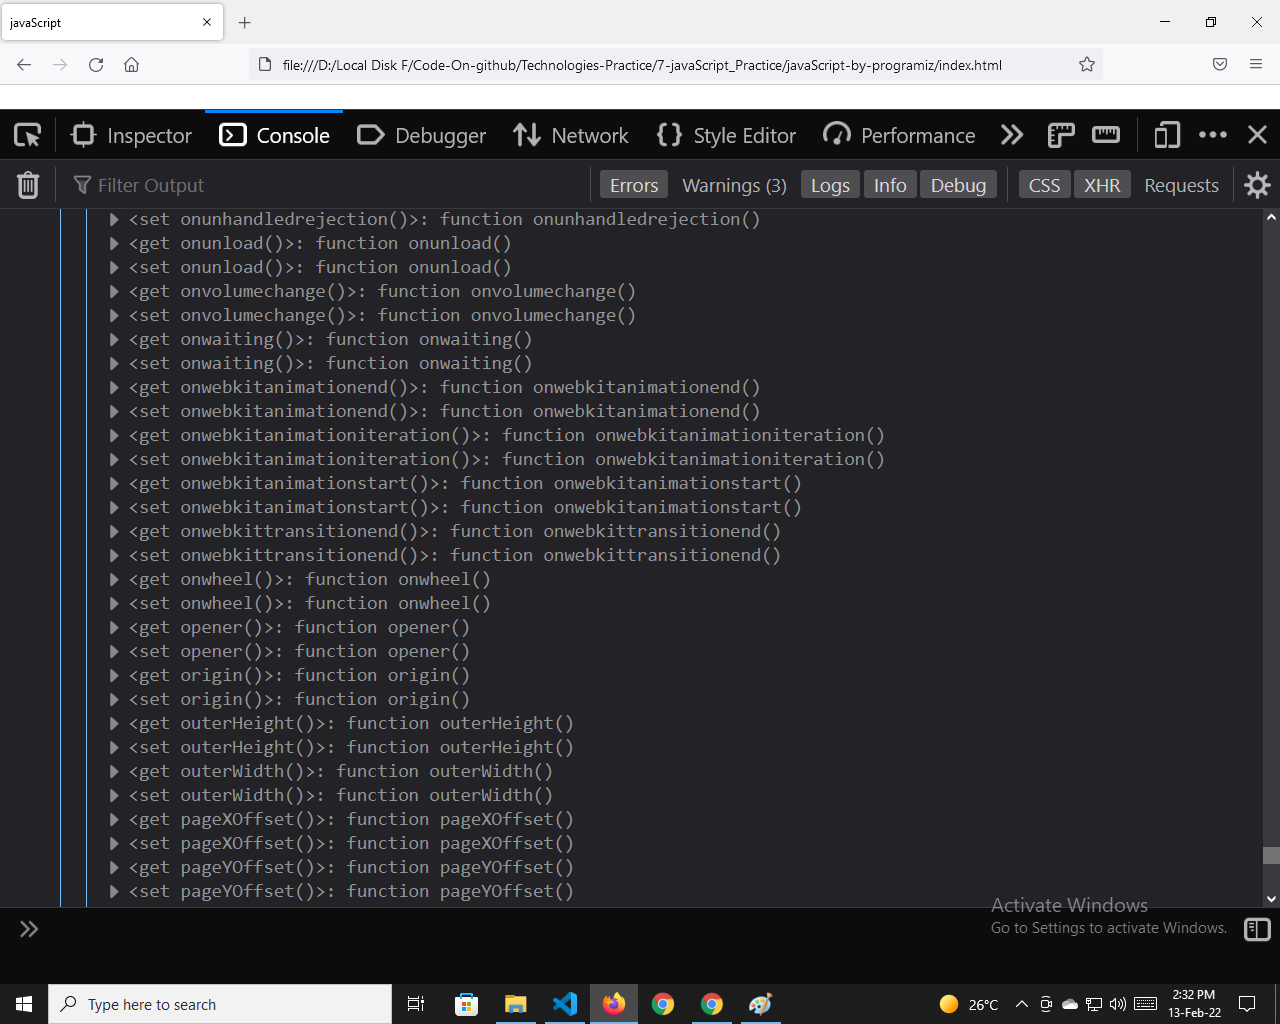 javaScript
file:///D:/Local Disk F/Code-On-github/Technologies-Practice/7-javaScript_Practice/javaScript-by-programiz/index.html
Inspector Console Debugger Network Style Editor Performance
Filter Output Errors Warnings (3) Logs Info Debug CSS XHR Requests
<set onunhandledrejection()>: function onunhandledrejection()
<get onunload()>: function onunload()
<set onunload()>: function onunload()
<get onvolumechange()>: function onvolumechange()
<set onvolumechange()>: function onvolumechange()
<get onwaiting()>: function onwaiting()
<set onwaiting()>: function onwaiting()
<get onwebkitanimationend()>: function onwebkitanimationend()
<set onwebkitanimationend()>: function onwebkitanimationend()
<get onwebkitanimationiteration()>: function onwebkitanimationiteration()
<set onwebkitanimationiteration()>: function onwebkitanimationiteration()
<get onwebkitanimationstart()>: function onwebkitanimationstart()
<set onwebkitanimationstart()>: function onwebkitanimationstart()
<get onwebkittransitionend()>: function onwebkittransitionend()
<set onwebkittransitionend()>: function onwebkittransitionend()
<get onwheel()>: function onwheel()
<set onwheel()>: function onwheel()
<get opener()>: function opener()
<set opener()>: function opener()
<get origin()>: function origin()
<set origin()>: function origin()
<get outerHeight()>: function outerHeight()
<set outerHeight()>: function outerHeight()
<get outerWidth()>: function outerWidth()
<set outerWidth()>: function outerWidth()
<get pageXOffset()>: function pageXOffset()
<set pageXOffset()>: function pageXOffset()
<get pageYOffset()>: function pageYOffset()
<set pageYOffset()>: function pageYOffset()
Activate Windows
Go to Settings to activate Windows.
Type here to search
26°C
2:32 PM
13-Feb-22